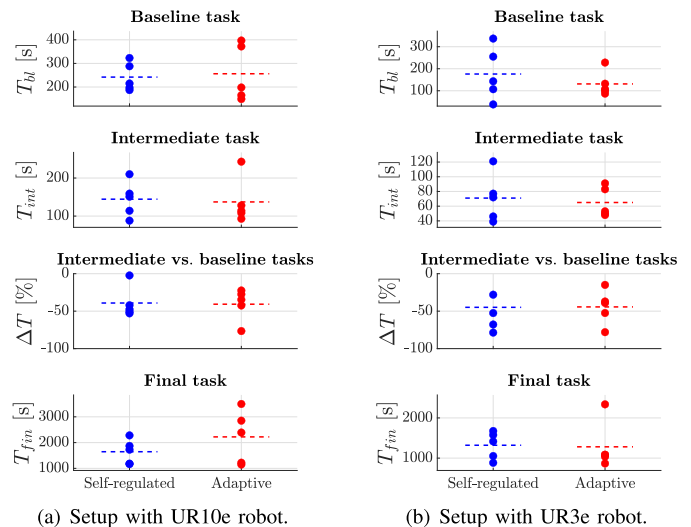 Baseline task
T_bl [s]
400
300
200
Intermediate task
T_int [s]
200
100
Intermediate vs. baseline tasks
ΔT [%]
0
-50
-100
Final task
T_fin [s]
3000
2000
1000
Self-regulated Adaptive
(a) Setup with UR10e robot.
Baseline task
T_bl [s]
300
200
100
Intermediate task
T_int [s]
120
100
80
60
40
Intermediate vs. baseline tasks
ΔT [%]
0
-50
-100
Final task
T_fin [s]
2000
1000
Self-regulated Adaptive
(b) Setup with UR3e robot.